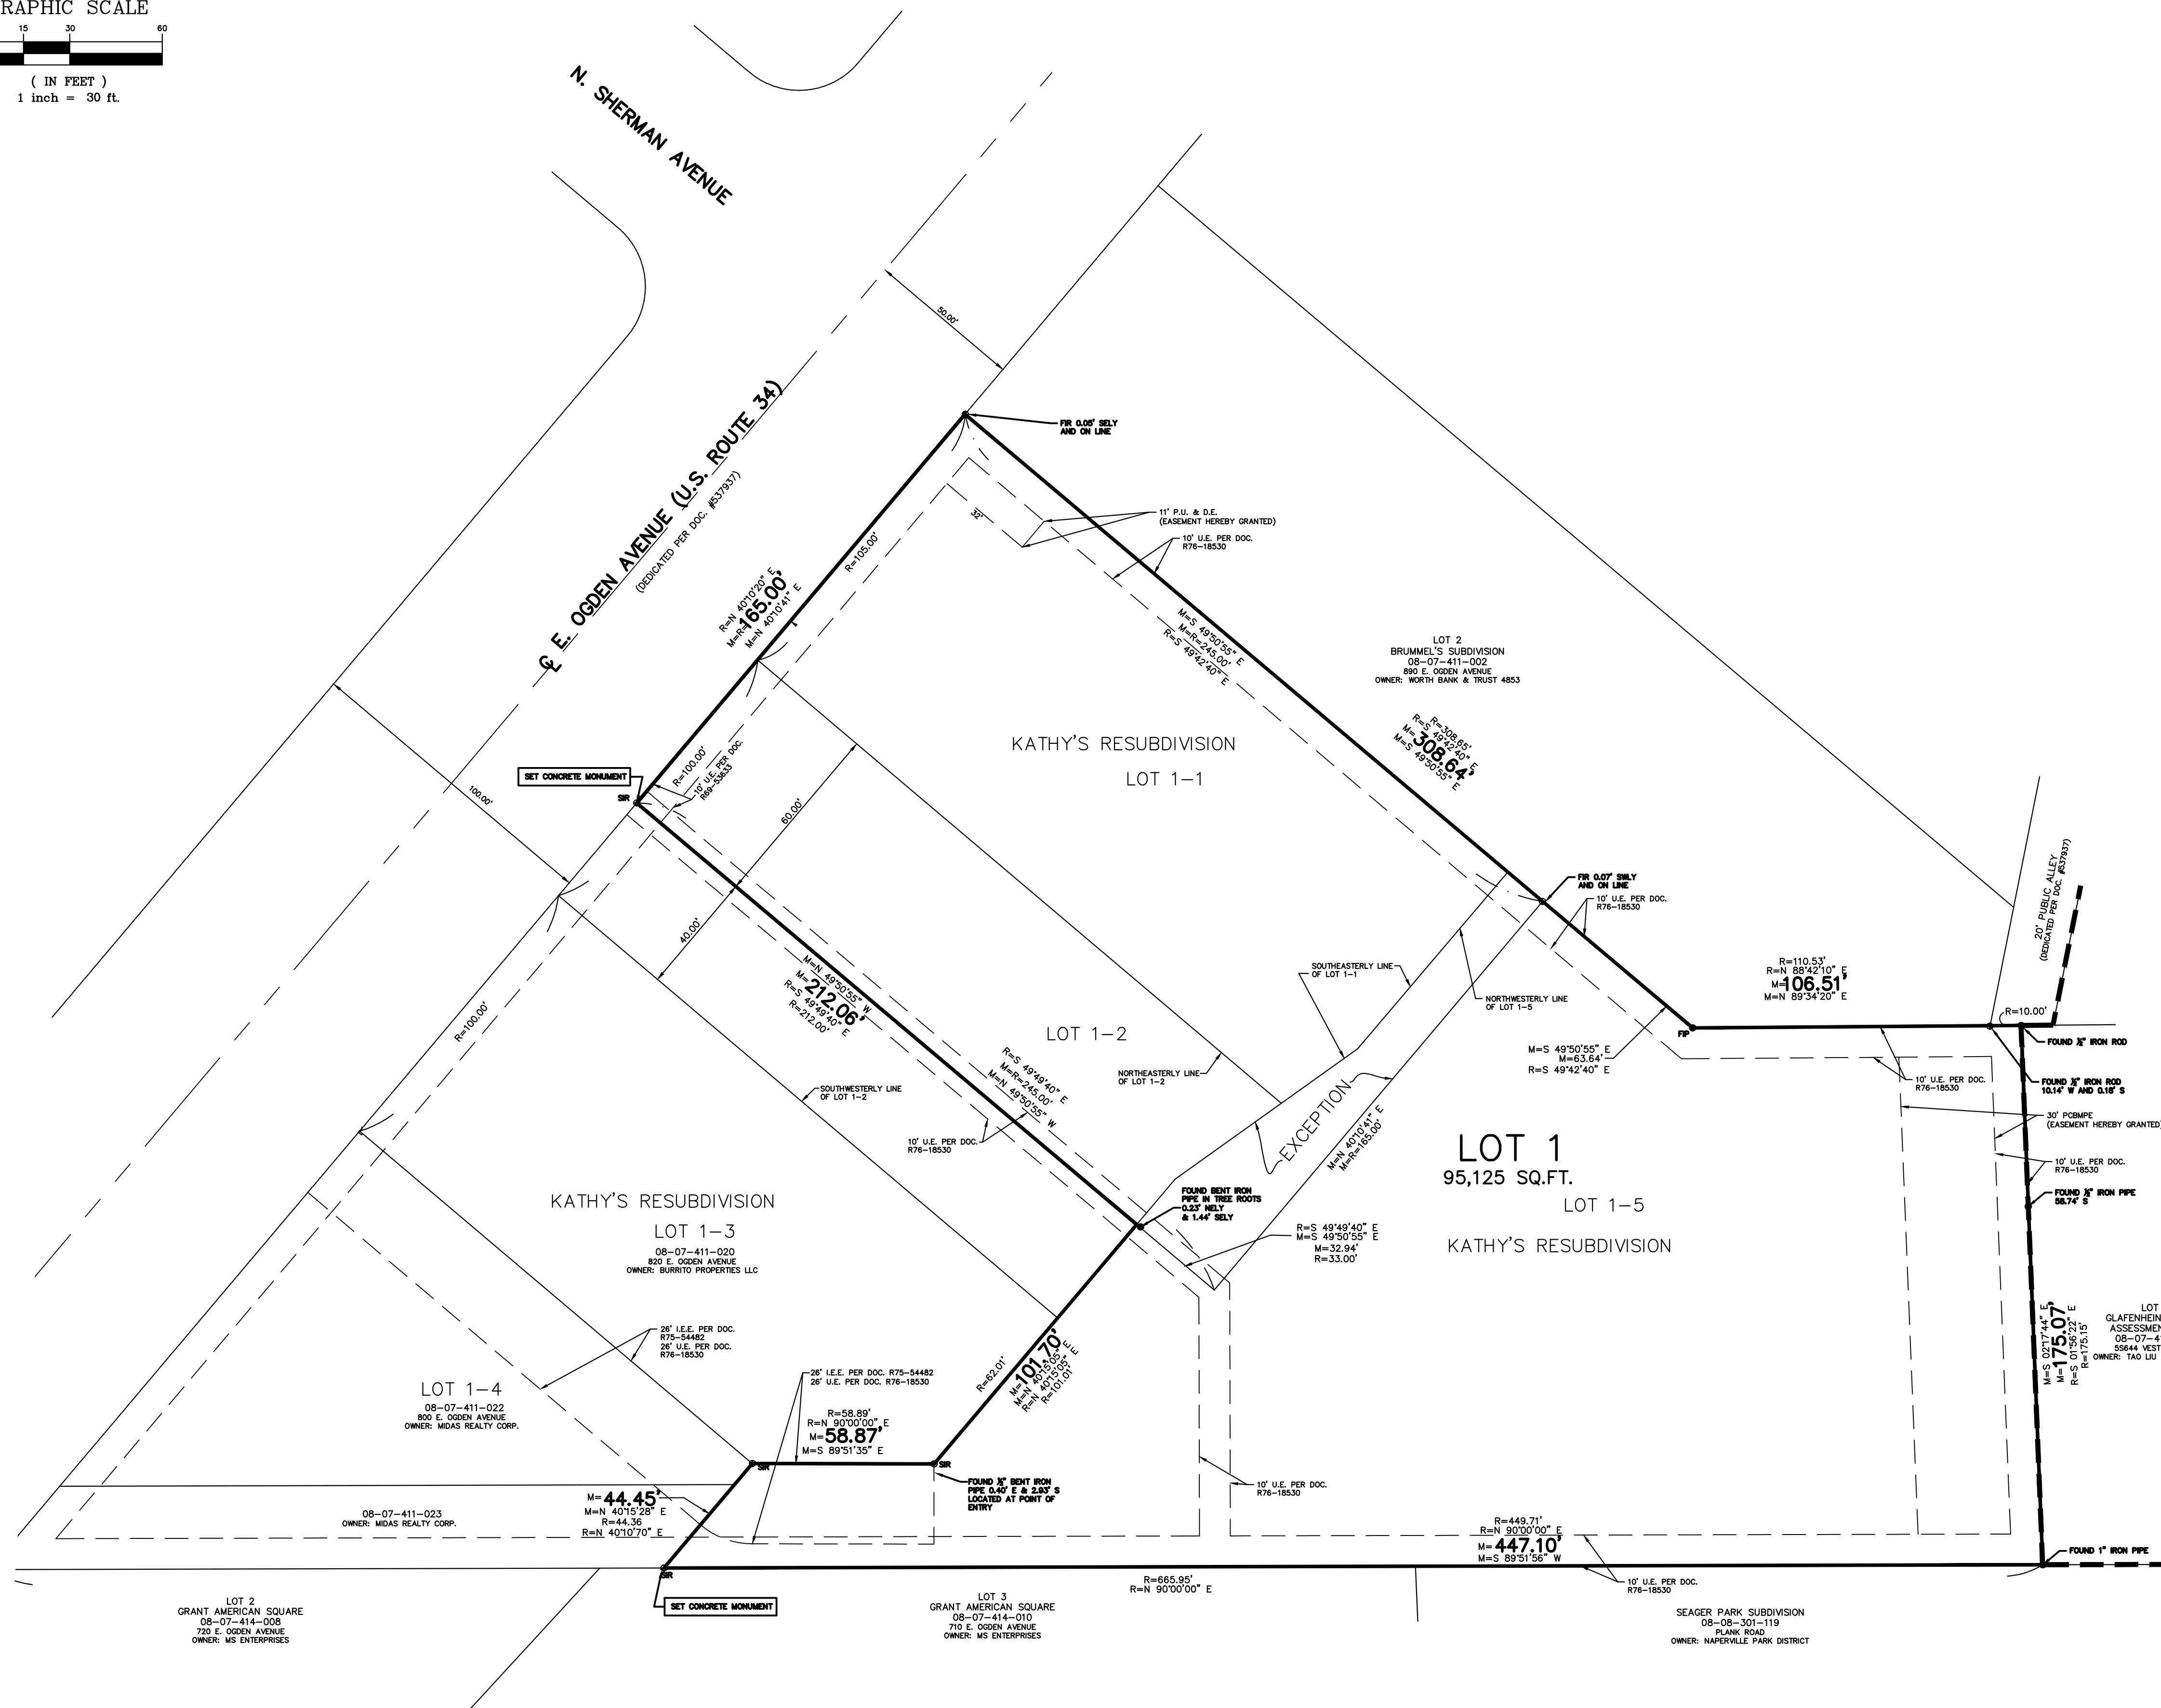 RAPHIC SCALE
15 30 60
( IN FEET )
1 inch = 30 ft.
N. SHERMAN AVENUE
50.00'
℄ E. OGDEN AVENUE (U.S. ROUTE 34)
(DEDICATED PER DOC. #537937)
FIR 0.05' SELY
AND ON LINE
11' P.U. & D.E.
(EASEMENT HEREBY GRANTED)
10' U.E. PER DOC.
R76-18530
32'
R=105.00'
R=N 40°10'20" E
M=R=165.00'
M=N 40°10'41" E
M=S 49°50'55" E
M=R=245.00'
R=S 49°42'40" E
LOT 2
BRUMMEL'S SUBDIVISION
08-07-411-002
890 E. OGDEN AVENUE
OWNER: WORTH BANK & TRUST 4853
R=308.65'
R=S 49°42'40" E
M=308.64'
M=S 49°50'55" E
KATHY'S RESUBDIVISION
LOT 1-1
SET CONCRETE MONUMENT
SIR
R=100.00'
10' U.E. PER DOC.
R69-53633
100.00'
60.00'
40.00'
20' PUBLIC ALLEY
(DEDICATED PER DOC. #537937)
FIR 0.07' SWLY
AND ON LINE
10' U.E. PER DOC.
R76-18530
M=N 49°50'55" W
M=212.06'
R=S 49°49'40" E
R=212.00'
SOUTHEASTERLY LINE
OF LOT 1-1
NORTHWESTERLY LINE
OF LOT 1-5
R=110.53'
R=N 88°42'10" E
M=106.51'
M=N 89°34'20" E
R=10.00'
FIP
FOUND ½" IRON ROD
R=100.00'
LOT 1-2
M=S 49°50'55" E
M=63.64'
R=S 49°42'40" E
R=S 49°49'40" E
M=R=245.00'
M=N 49°50'55" W
NORTHEASTERLY LINE
OF LOT 1-2
10' U.E. PER DOC.
R76-18530
FOUND ½" IRON ROD
10.14' W AND 0.18' S
SOUTHWESTERLY LINE
OF LOT 1-2
30' PCBMPE
(EASEMENT HEREBY GRANTED)
EXCEPTION
M=N 40°10'41" E
M=R=165.00'
10' U.E. PER DOC.
R76-18530
LOT 1
95,125 SQ.FT.
10' U.E. PER DOC.
R76-18530
FOUND BENT IRON
PIPE IN TREE ROOTS
0.23' NELY
& 1.44' SELY
FOUND ½" IRON PIPE
58.74' S
LOT 1-5
KATHY'S RESUBDIVISION
KATHY'S RESUBDIVISION
LOT 1-3
08-07-411-020
820 E. OGDEN AVENUE
OWNER: BURRITO PROPERTIES LLC
R=S 49°49'40" E
M=S 49°50'55" E
M=32.94'
R=33.00'
M=S 02°17'44" E
M=175.07'
R=S 01°56'22" E
R=175.15'
LOT
GLAFENHEIN
ASSESSMEN
08-07-4
5S644 VEST
OWNER: TAO LIU
26' I.E.E. PER DOC.
R75-54482
26' U.E. PER DOC.
R76-18530
R=62.01'
M=101.70'
M=N 40°15'05" E
R=N 40°15'05" E
R=101.01'
LOT 1-4
08-07-411-022
800 E. OGDEN AVENUE
OWNER: MIDAS REALTY CORP.
26' I.E.E. PER DOC. R75-54482
26' U.E. PER DOC. R76-18530
R=58.89'
R=N 90°00'00" E
M=58.87'
M=S 89°51'35" E
SIR
SIR
FOUND ½" BENT IRON
PIPE 0.40' E & 2.93' S
LOCATED AT POINT OF
ENTRY
10' U.E. PER DOC.
R76-18530
M=44.45'
M=N 40°15'28" E
R=44.36
R=N 40°10'70" E
08-07-411-023
OWNER: MIDAS REALTY CORP.
R=449.71'
R=N 90°00'00" E
M=447.10'
M=S 89°51'56" W
FOUND 1" IRON PIPE
SIR
R=665.95'
R=N 90°00'00" E
10' U.E. PER DOC.
R76-18530
SET CONCRETE MONUMENT
LOT 2
GRANT AMERICAN SQUARE
08-07-414-008
720 E. OGDEN AVENUE
OWNER: MS ENTERPRISES
LOT 3
GRANT AMERICAN SQUARE
08-07-414-010
710 E. OGDEN AVENUE
OWNER: MS ENTERPRISES
SEAGER PARK SUBDIVISION
08-08-301-119
PLANK ROAD
OWNER: NAPERVILLE PARK DISTRICT